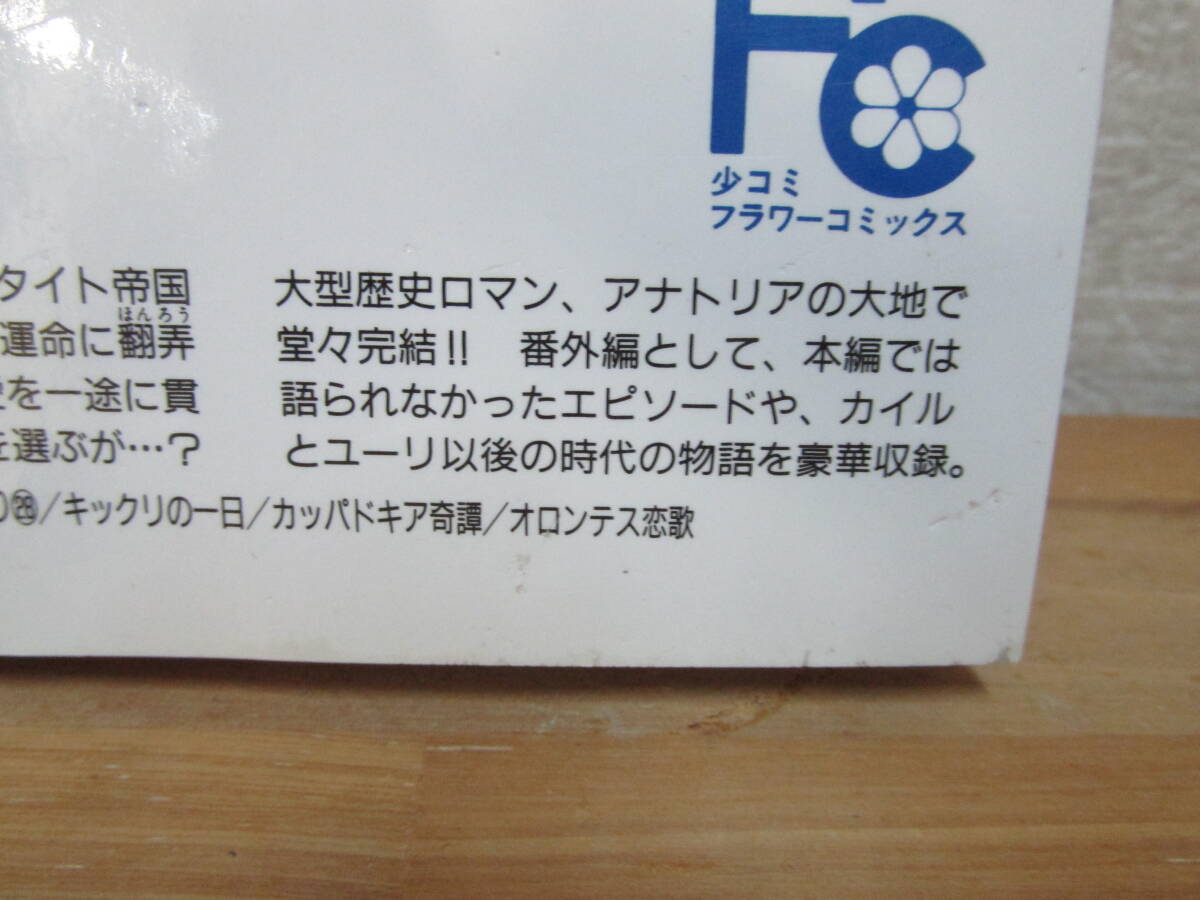 FC
少コミ
フラワーコミックス
タイト帝国
ほんろう
運命に翻弄
を一途に貫
を選ぶが…?
大型歴史ロマン、アナトリアの大地で
堂々完結!! 番外編として、本編では
語られなかったエピソードや、カイル
とユーリ以後の時代の物語を豪華収録。
㉘/キックリの一日/カッパドキア奇譚/オロンテス恋歌